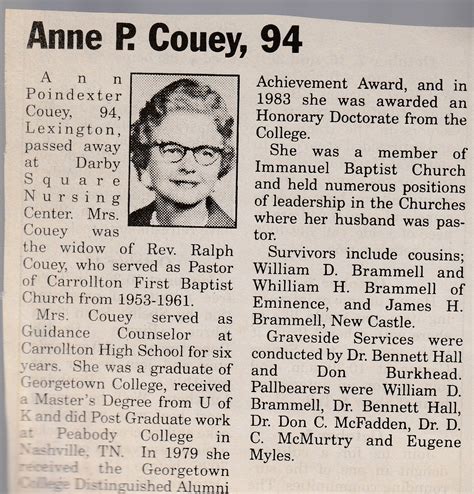 Anne P. Couey, 94
Ann
Poindexter
Couey, 94,
Lexington,
passed away
at Darby
Square
Nursing
Center. Mrs.
Couey was
the widow of Rev. Ralph
Couey, who served as Pastor
of Carrollton First Baptist
Church from 1953-1961.
Mrs. Couey served as
Guidance Counselor at
Carrollton High School for six
years. She was a graduate of
Georgetown College, received
a Master's Degree from U of
K and did Post Graduate work
at Peabody College in
Nashville, TN. In 1979 she
received the Georgetown
College Distinguished Alumni
Achievement Award, and in
1983 she was awarded an
Honorary Doctorate from the
College.
She was a member of
Immanuel Baptist Church
and held numerous positions
of leadership in the Churches
where her husband was pas-
tor.
Survivors include cousins;
William D. Brammell and
Whilliam H. Brammell of
Eminence, and James H.
Brammell, New Castle.
Graveside Services were
conducted by Dr. Bennett Hall
and Don Burkhead.
Pallbearers were William D.
Brammell, Dr. Bennett Hall,
Dr. Don C. McFadden, Dr. D.
C. McMurtry and Eugene
Myles.